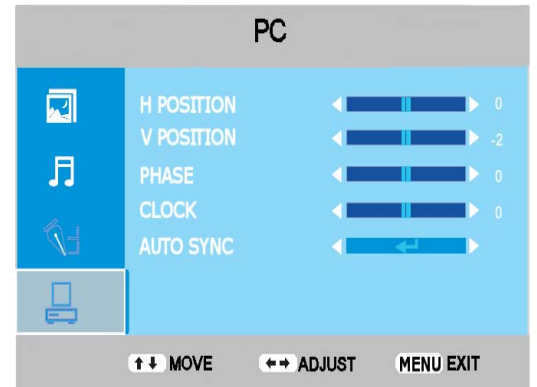 PC
H POSITION 0
V POSITION -2
PHASE 0
CLOCK 0
AUTO SYNC
MOVE ADJUST MENU EXIT